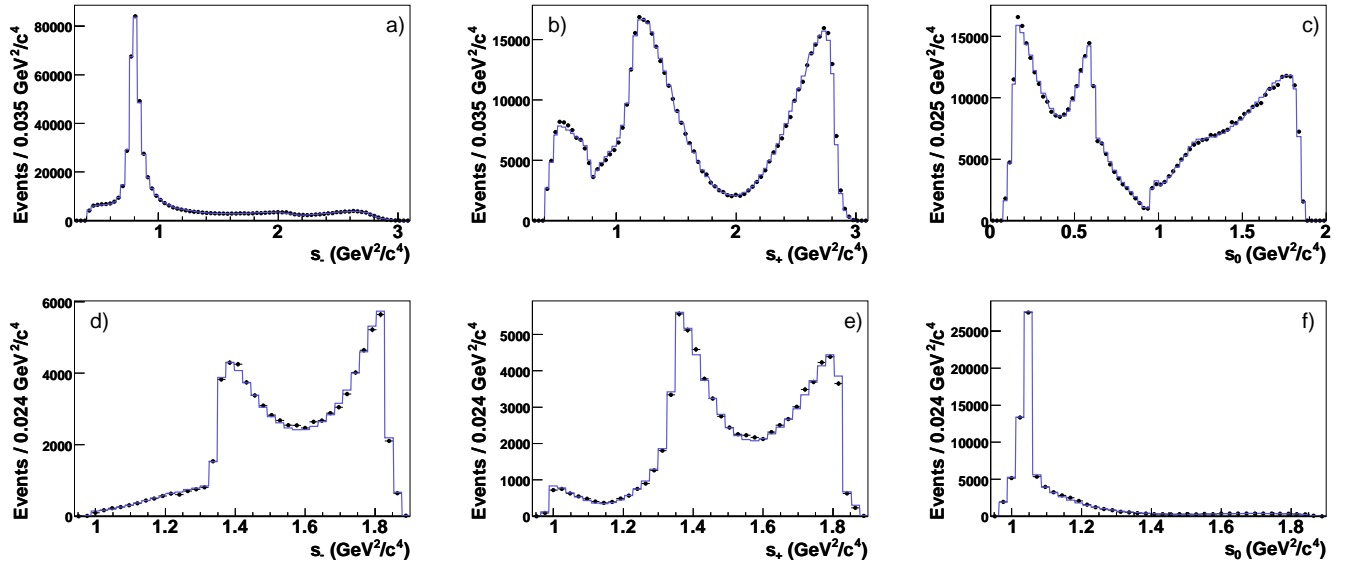 a)
Events / 0.035 GeV²/c⁴
80000
60000
40000
20000
0
1 2 3
s₋ (GeV²/c⁴)
b)
Events / 0.035 GeV²/c⁴
15000
10000
5000
0
1 2 3
s₊ (GeV²/c⁴)
c)
Events / 0.025 GeV²/c⁴
15000
10000
5000
0
0 0.5 1 1.5 2
s₀ (GeV²/c⁴)
d)
Events / 0.024 GeV²/c⁴
6000
4000
2000
0
1 1.2 1.4 1.6 1.8
s₋ (GeV²/c⁴)
e)
Events / 0.024 GeV²/c⁴
5000
4000
3000
2000
1000
0
1 1.2 1.4 1.6 1.8
s₊ (GeV²/c⁴)
f)
Events / 0.024 GeV²/c⁴
25000
20000
15000
10000
5000
0
1 1.2 1.4 1.6 1.8
s₀ (GeV²/c⁴)